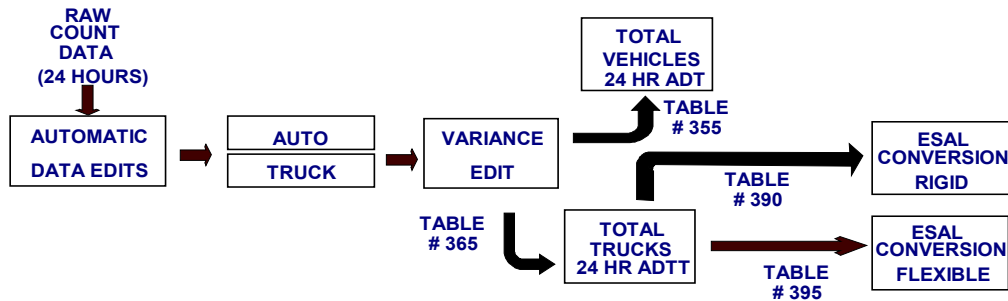 RAW
COUNT
DATA
(24 HOURS)
AUTOMATIC
DATA EDITS
AUTO
TRUCK
VARIANCE
EDIT
TOTAL
VEHICLES
24 HR ADT
TABLE
# 355
TABLE
# 365
TOTAL
TRUCKS
24 HR ADTT
TABLE
# 390
ESAL
CONVERSION
RIGID
TABLE
# 395
ESAL
CONVERSION
FLEXIBLE